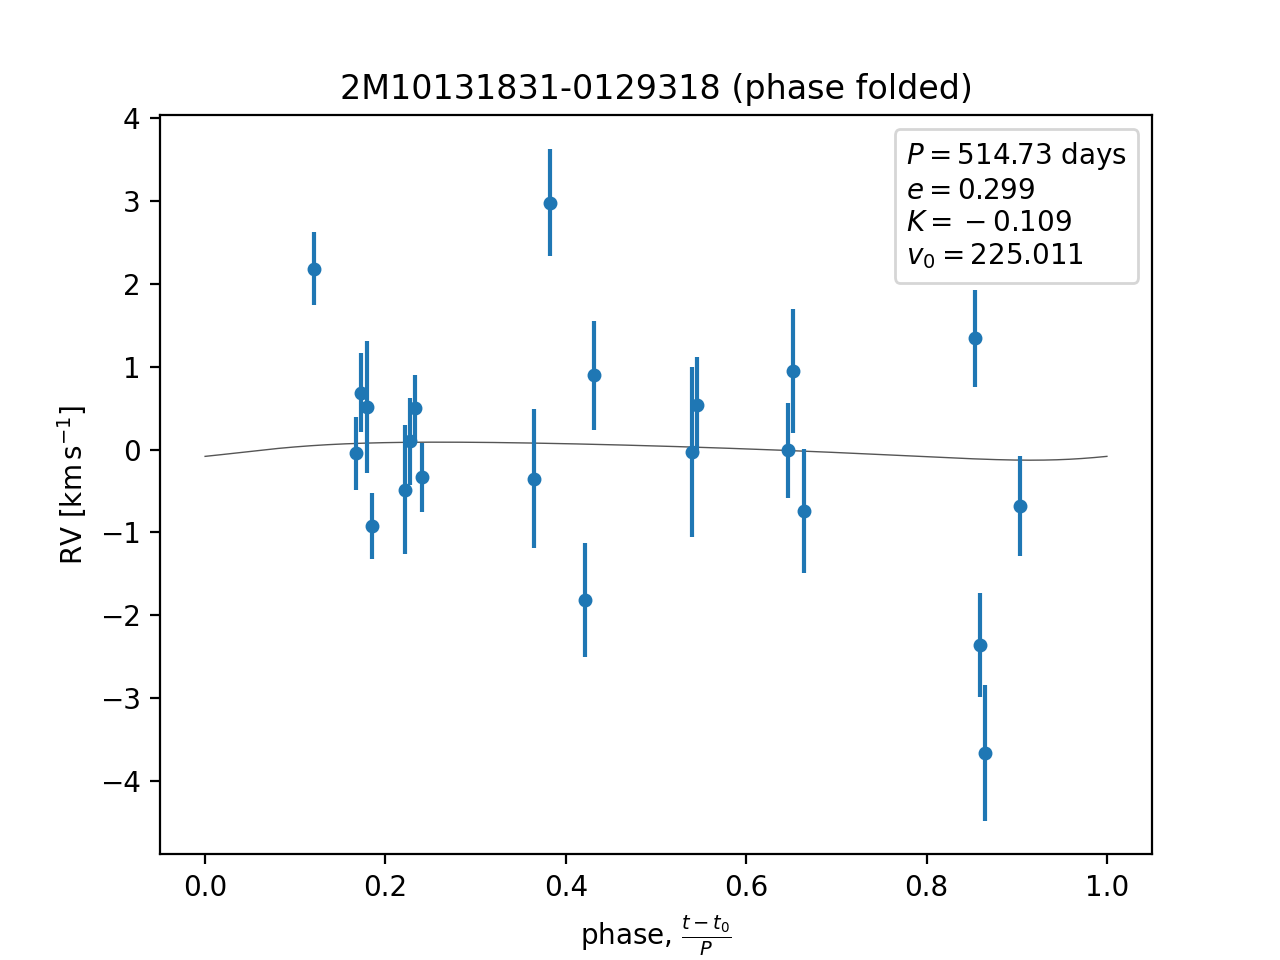 2M10131831-0129318 (phase folded)
P = 514.73 days
e = 0.299
K = −0.109
v₀ = 225.011
4
3
2
1
0
−1
−2
−3
−4
RV [km s⁻¹]
0.0 0.2 0.4 0.6 0.8 1.0
phase, (t − t₀)/P